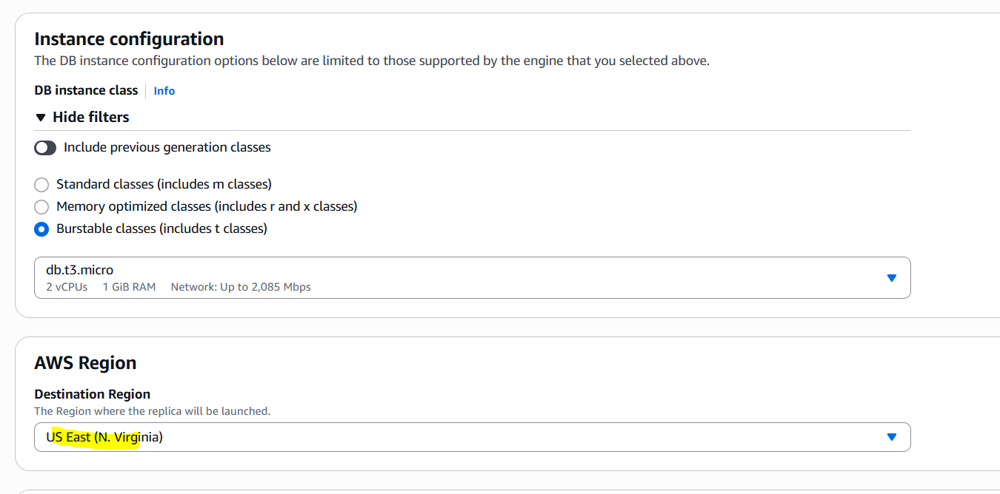 Instance configuration
The DB instance configuration options below are limited to those supported by the engine that you selected above.
DB instance class Info
Hide filters
Include previous generation classes
Standard classes (includes m classes)
Memory optimized classes (includes r and x classes)
Burstable classes (includes t classes)
db.t3.micro
2 vCPUs 1 GiB RAM Network: Up to 2,085 Mbps
AWS Region
Destination Region
The Region where the replica will be launched.
US East (N. Virginia)